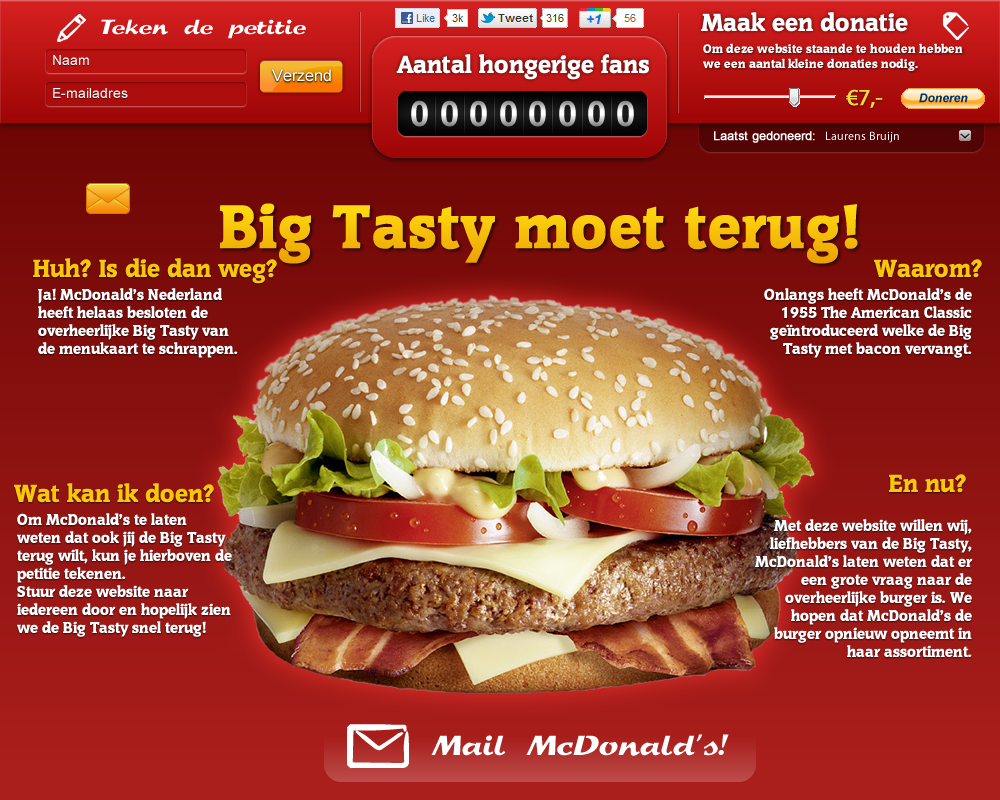 Teken de petitie
Naam
E-mailadres
Verzend
Like 3k Tweet 316 +1 56
Aantal hongerige fans
00000000
Maak een donatie
Om deze website staande te houden hebben
we een aantal kleine donaties nodig.
€7,-
Doneren
Laatst gedoneerd: Laurens Bruijn
Big Tasty moet terug!
Huh? Is die dan weg?
Ja! McDonald's Nederland
heeft helaas besloten de
overheerlijke Big Tasty van
de menukaart te schrappen.
Waarom?
Onlangs heeft McDonald's de
1955 The American Classic
geïntroduceerd welke de Big
Tasty met bacon vervangt.
Wat kan ik doen?
Om McDonald's te laten
weten dat ook jij de Big Tasty
terug wilt, kun je hierboven de
petitie tekenen.
Stuur deze website naar
iedereen door en hopelijk zien
we de Big Tasty snel terug!
En nu?
Met deze website willen wij,
liefhebbers van de Big Tasty,
McDonald's laten weten dat er
een grote vraag naar de
overheerlijke burger is. We
hopen dat McDonald's de
burger opnieuw opneemt in
haar assortiment.
Mail McDonald's!